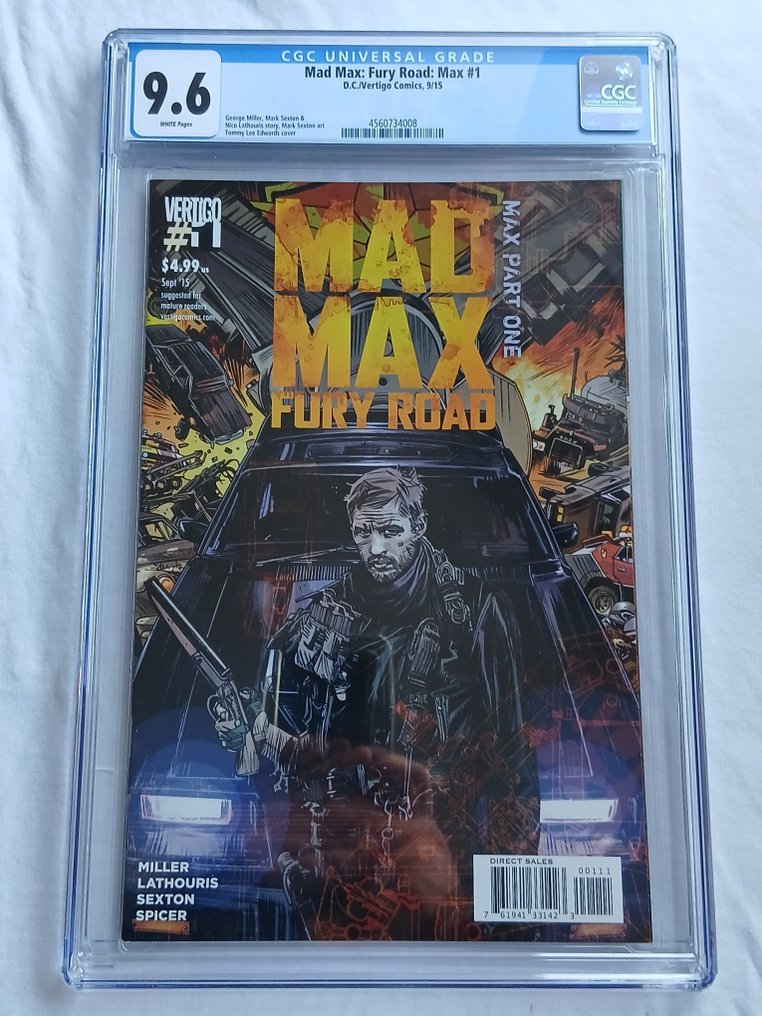 CGC UNIVERSAL GRADE
9.6
WHITE Pages
Mad Max: Fury Road: Max #1
D.C./Vertigo Comics, 9/15
George Miller, Mark Sexton &
Nico Lathouris story, Mark Sexton art
Tommy Lee Edwards cover
4560734008
CGC
VERTIGO
#1
$4.99 US
Sept '15
suggested for
mature readers
vertigocomics.com
MAD
MAX
FURY ROAD
MAX PART ONE
MILLER
LATHOURIS
SEXTON
SPICER
DIRECT SALES
00111
7 61941 33142 3